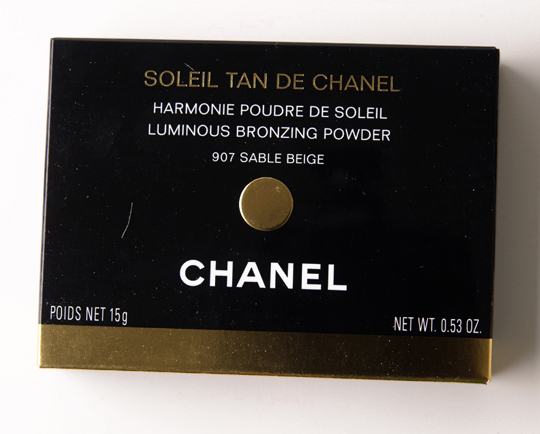 SOLEIL TAN DE CHANEL
HARMONIE POUDRE DE SOLEIL
LUMINOUS BRONZING POWDER
907 SABLE BEIGE
CHANEL
POIDS NET 15g
NET WT. 0.53 OZ.